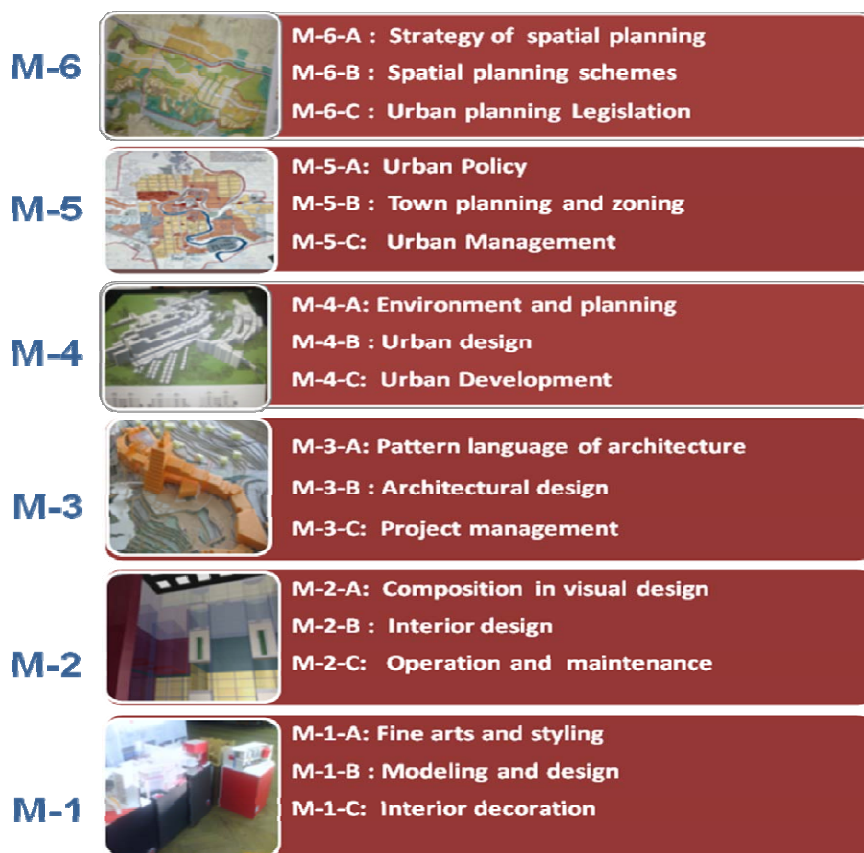 M-6
M-6-A : Strategy of spatial planning
M-6-B : Spatial planning schemes
M-6-C : Urban planning Legislation
M-5
M-5-A: Urban Policy
M-5-B : Town planning and zoning
M-5-C: Urban Management
M-4
M-4-A: Environment and planning
M-4-B : Urban design
M-4-C: Urban Development
M-3
M-3-A: Pattern language of architecture
M-3-B : Architectural design
M-3-C: Project management
M-2
M-2-A: Composition in visual design
M-2-B : Interior design
M-2-C: Operation and maintenance
M-1
M-1-A: Fine arts and styling
M-1-B : Modeling and design
M-1-C: Interior decoration